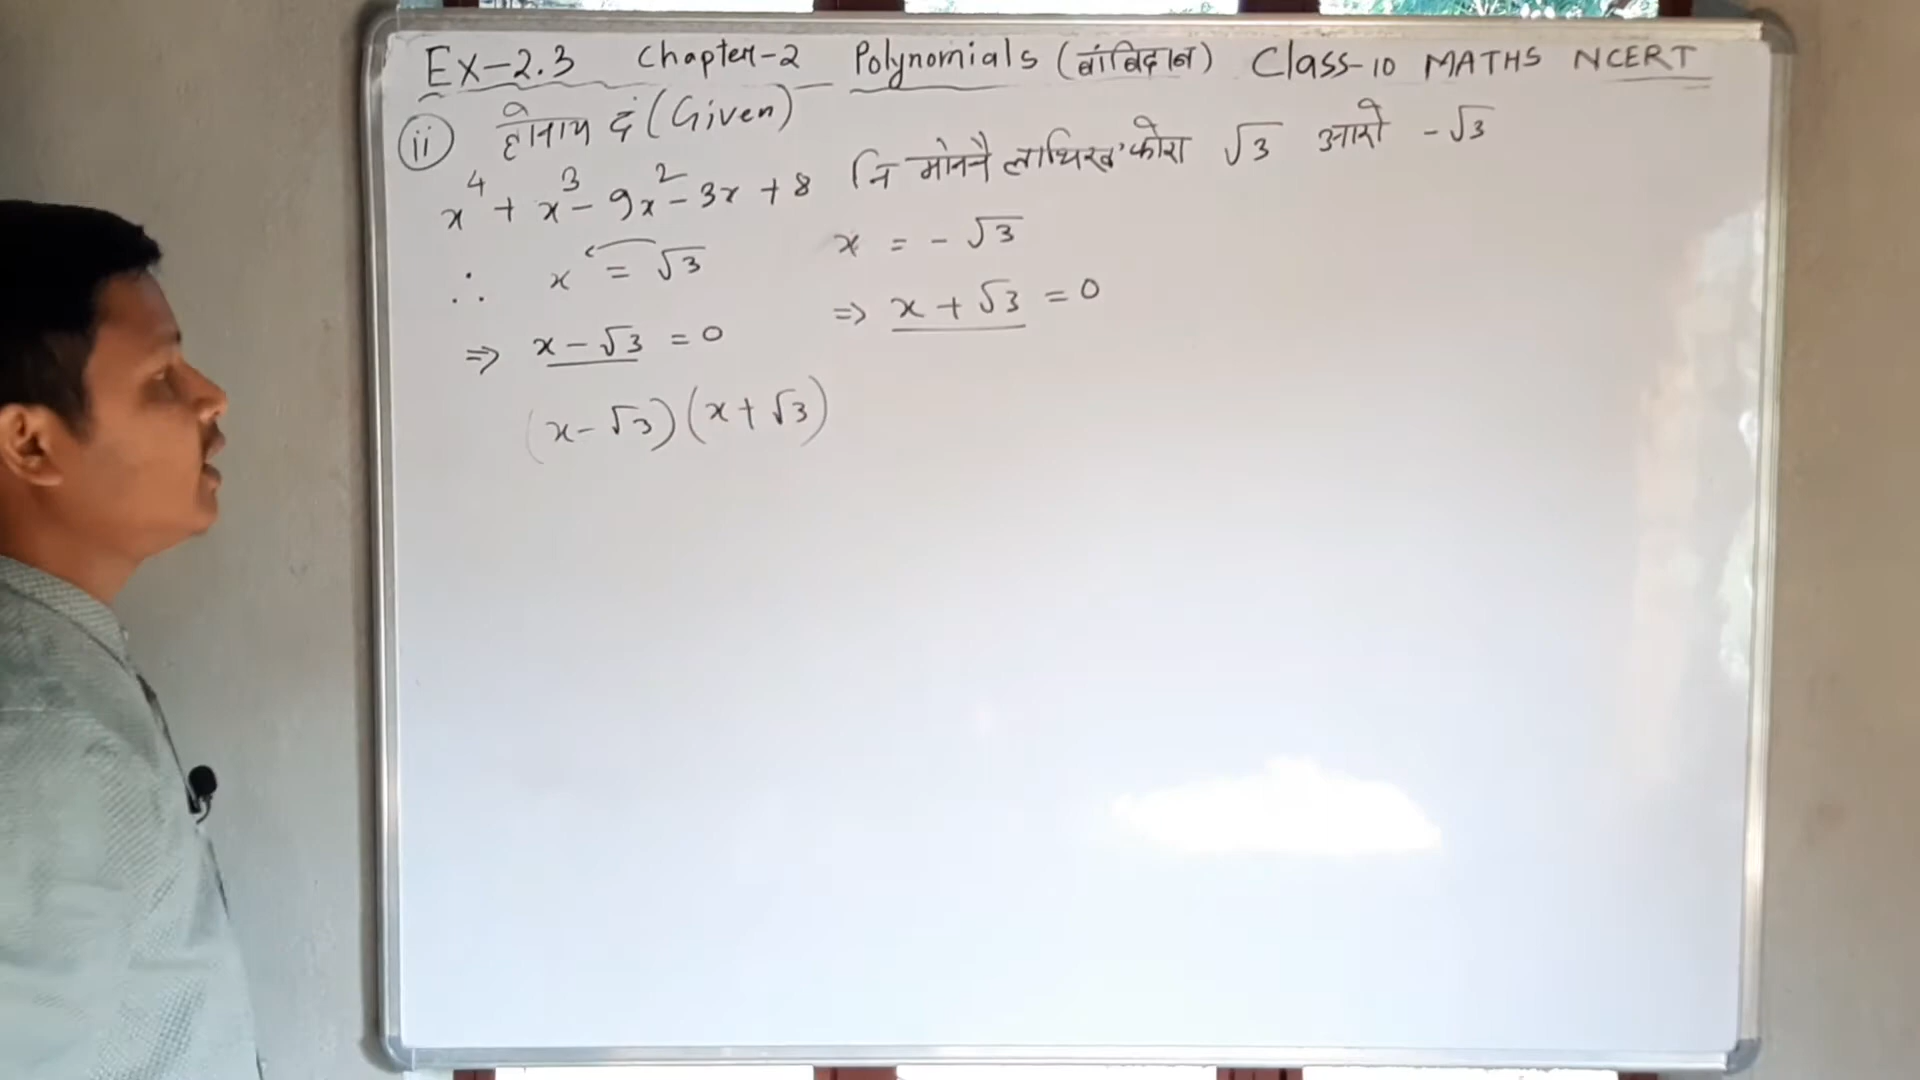 Ex-2.3 Chapter-2 Polynomials (बांबिदाब) Class-10 MATHS NCERT
ii होनाय दं (Given)
x⁴ + x³ - 9x² - 3x + 8 नि मोननै लाथिख' फोरा √3 आरो -√3
∴ x = √3 x = -√3
⇒ x - √3 = 0 ⇒ x + √3 = 0
(x - √3)(x + √3)